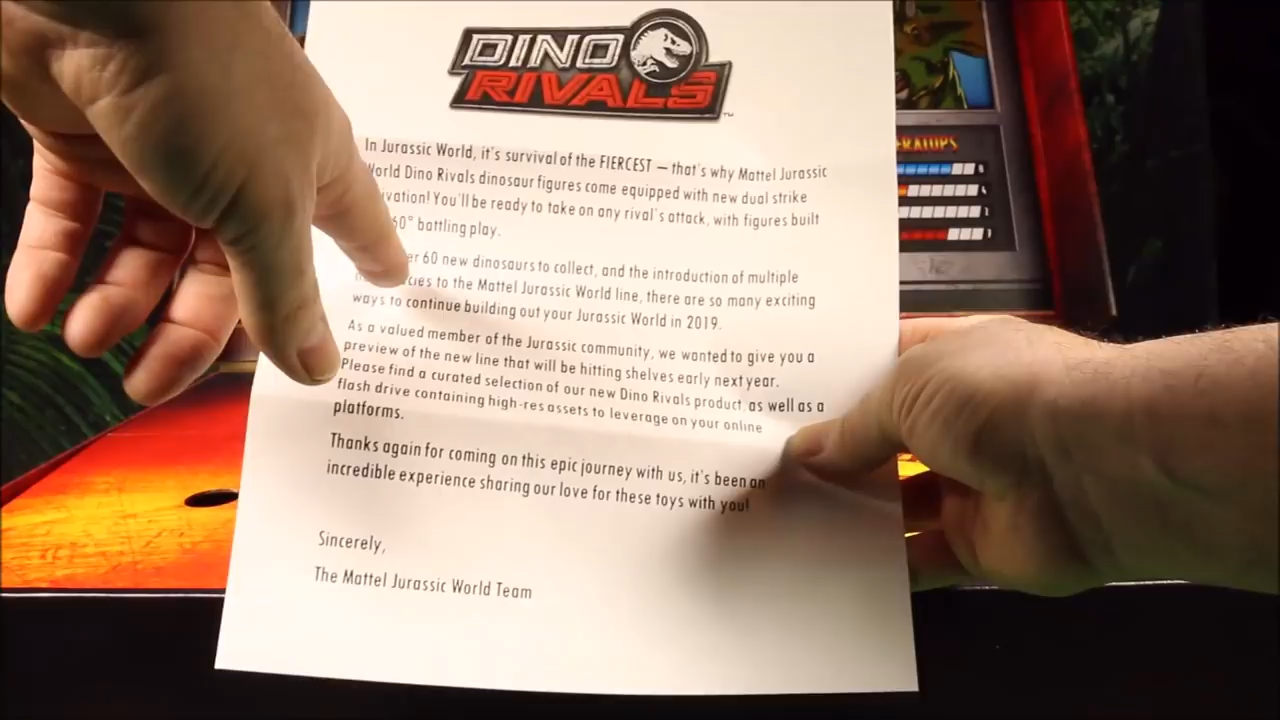 DINO
RIVALS™
In Jurassic World, it's survival of the FIERCEST – that's why Mattel Jurassic
World Dino Rivals dinosaur figures come equipped with new dual strike
You'll be ready to take on any rival's attack, with figures built
60° battling play.
60 new dinosaurs to collect, and the introduction of multiple
to the Mattel Jurassic World line, there are so many exciting
ways to continue building out your Jurassic World in 2019.
As a valued member of the Jurassic community, we wanted to give you a
preview of the new line that will be hitting shelves early next year.
Please find a curated selection of our new Dino Rivals product, as well as a
flash drive containing high-res assets to leverage on your online
platforms.
Thanks again for coming on this epic journey with us, it's been an
incredible experience sharing our love for these toys with you!
Sincerely,
The Mattel Jurassic World Team